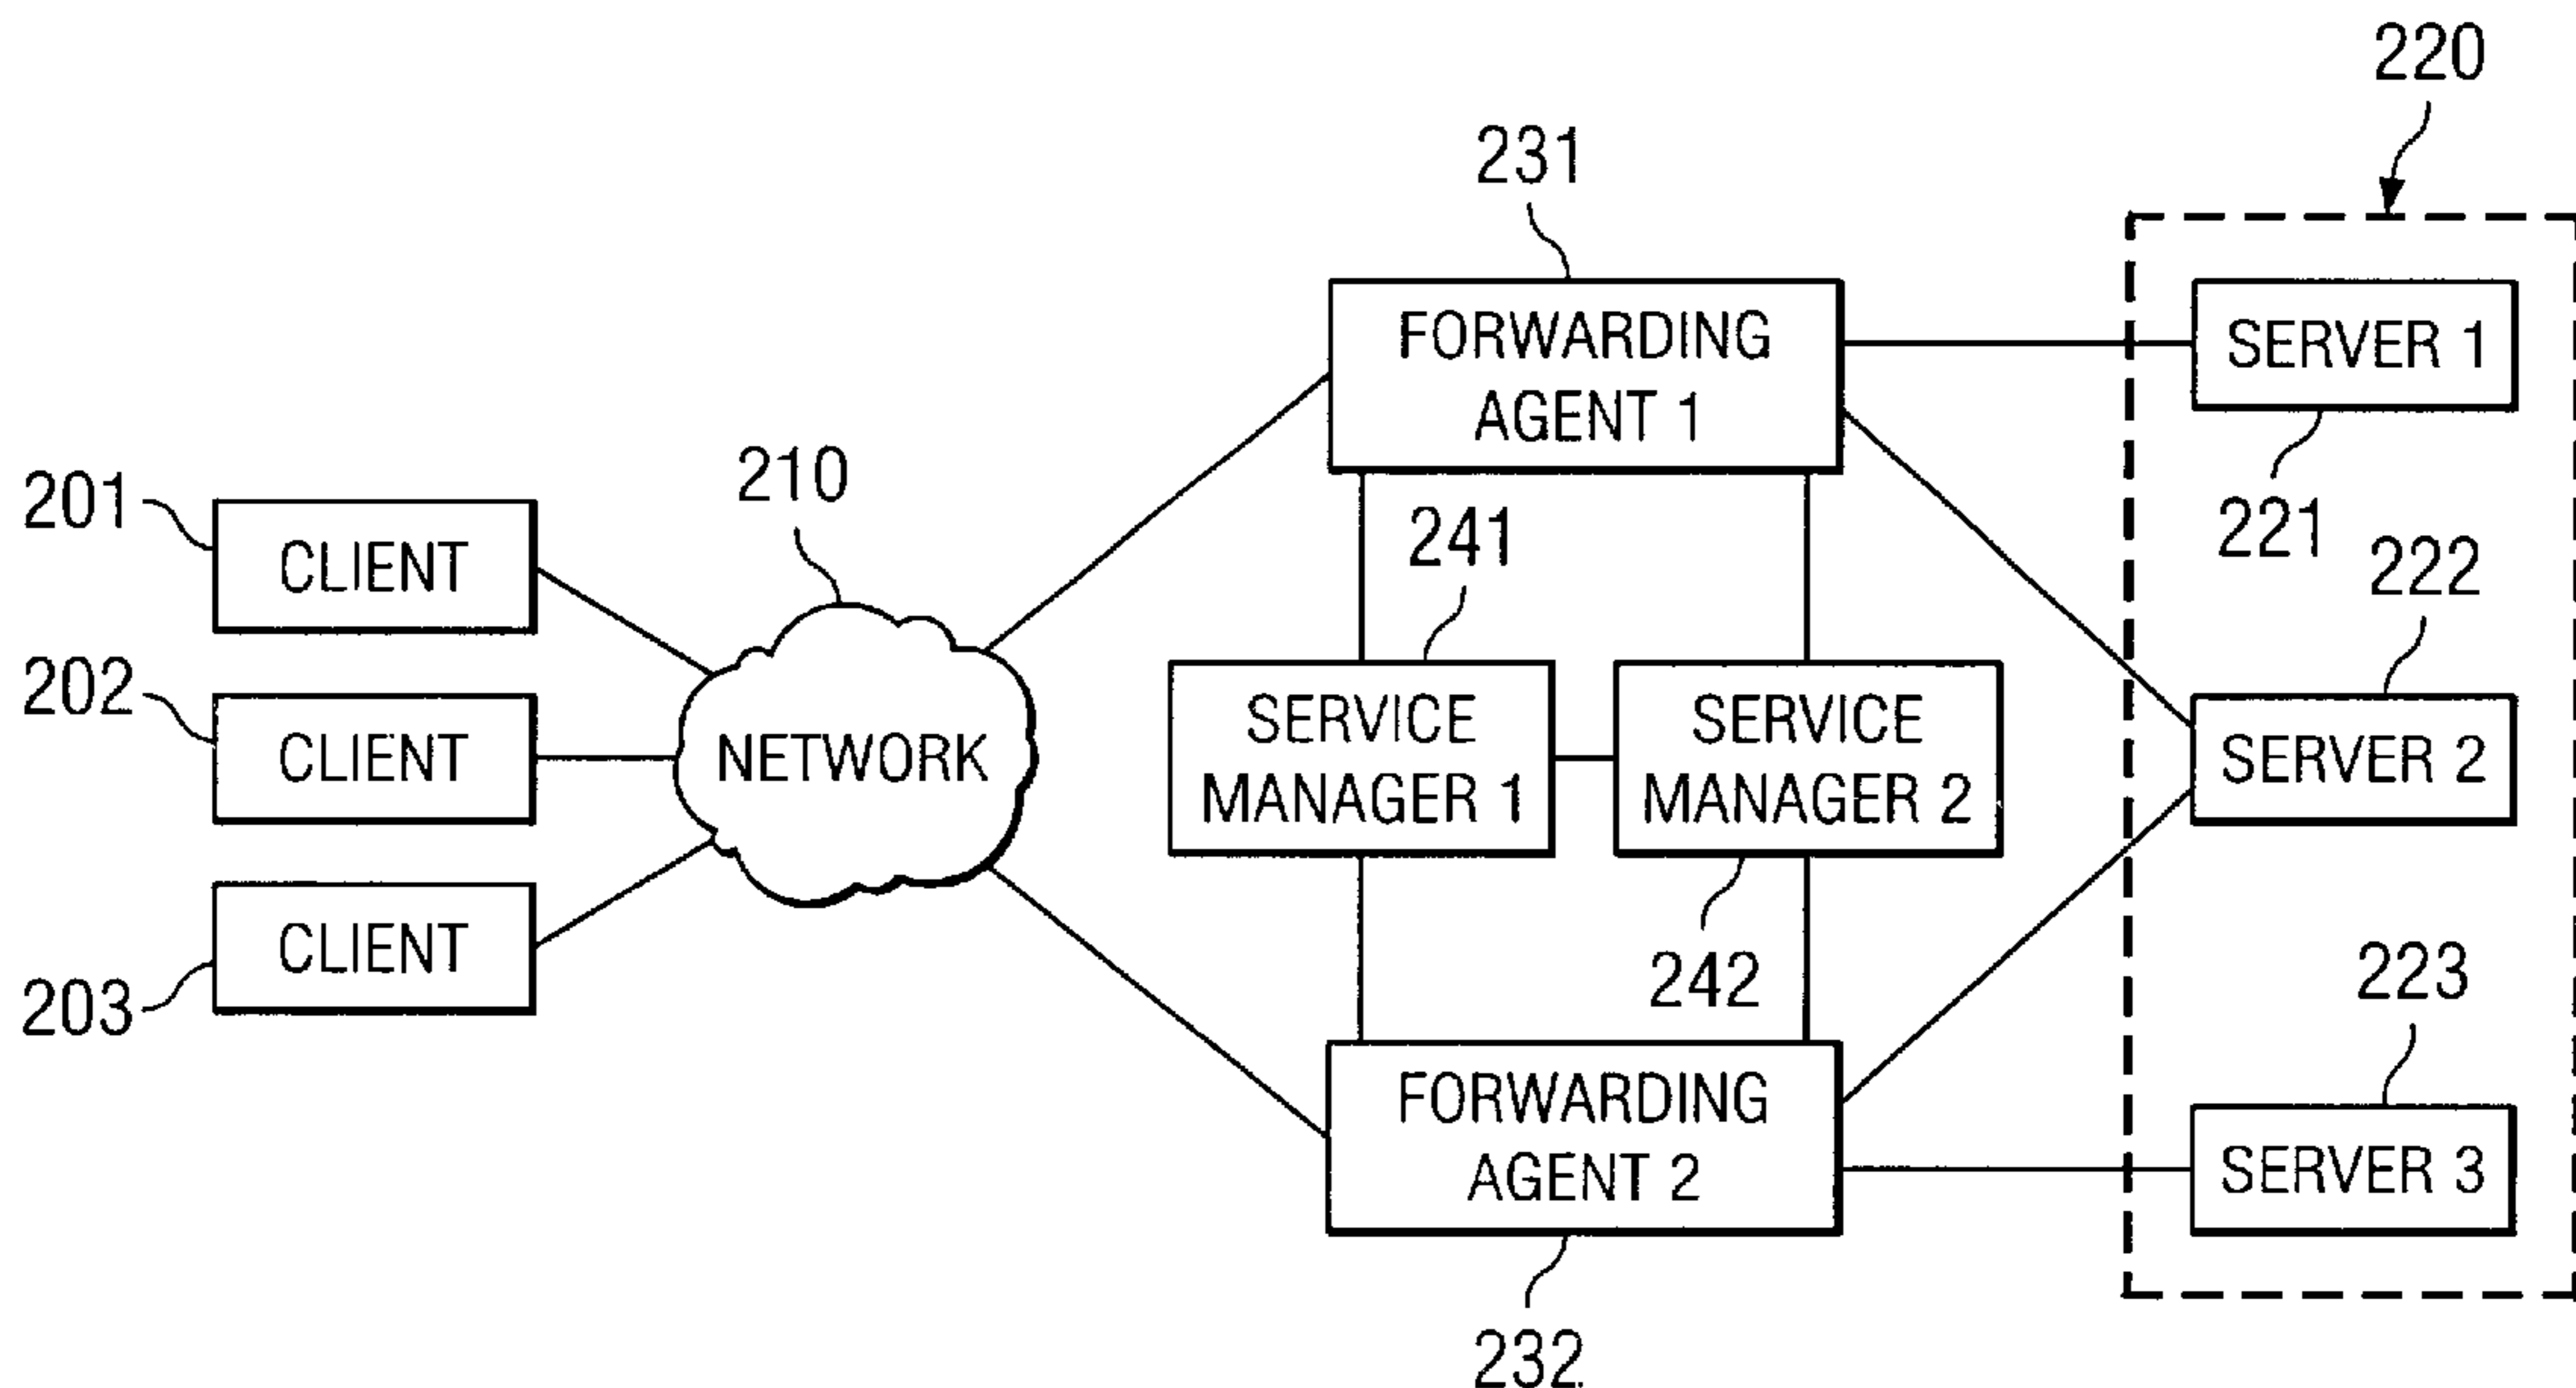 220
231
FORWARDING
AGENT 1
SERVER 1
221
201
CLIENT
210
241
222
202
CLIENT
NETWORK
SERVICE
MANAGER 1
SERVICE
MANAGER 2
SERVER 2
203
CLIENT
242
223
FORWARDING
AGENT 2
SERVER 3
232